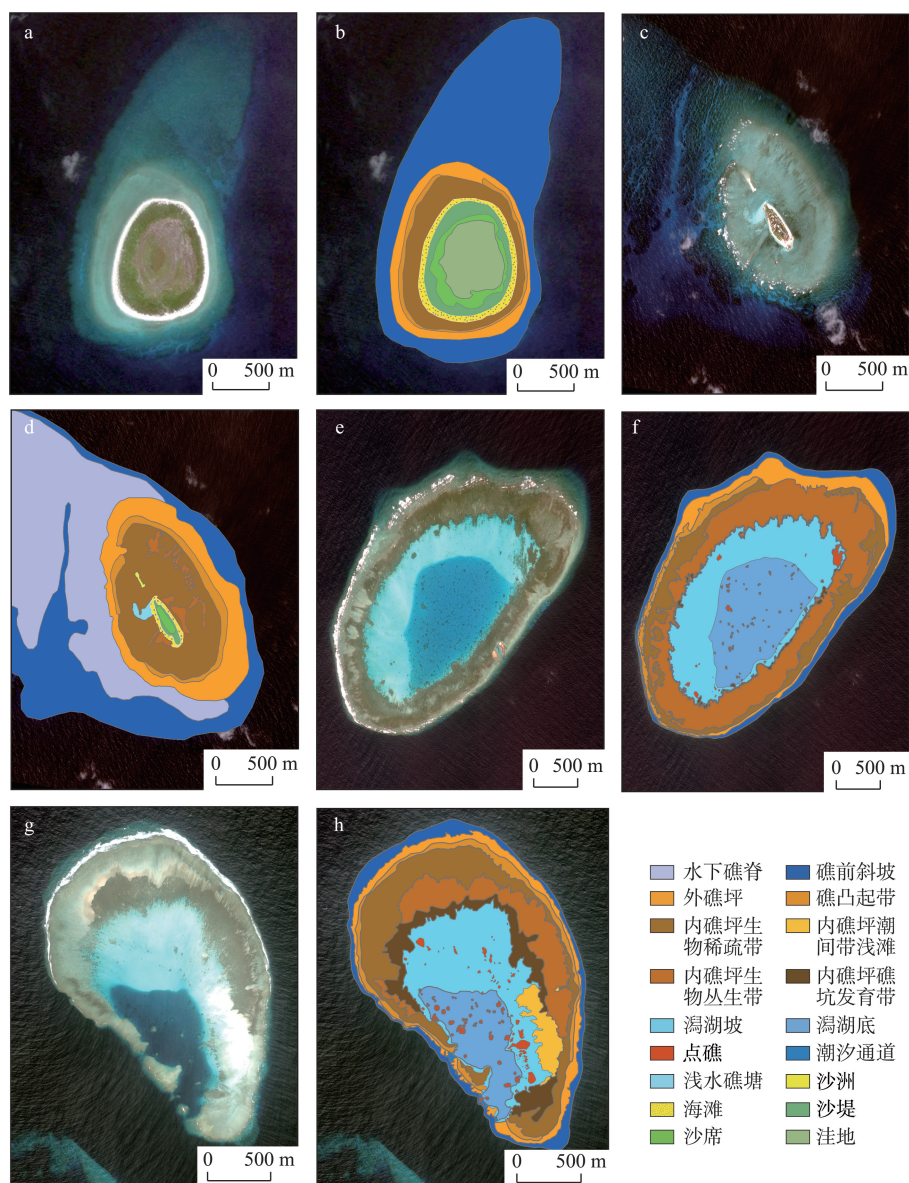 a
b
c
0 500 m
0 500 m
0 500 m
d
e
f
0 500 m
0 500 m
0 500 m
g
h
0 500 m
0 500 m
水下礁脊
礁前斜坡
外礁坪
礁凸起带
内礁坪生
物稀疏带
内礁坪潮
间带浅滩
内礁坪生
物丛生带
内礁坪礁
坑发育带
潟湖坡
潟湖底
点礁
潮汐通道
浅水礁塘
沙洲
海滩
沙堤
沙席
洼地